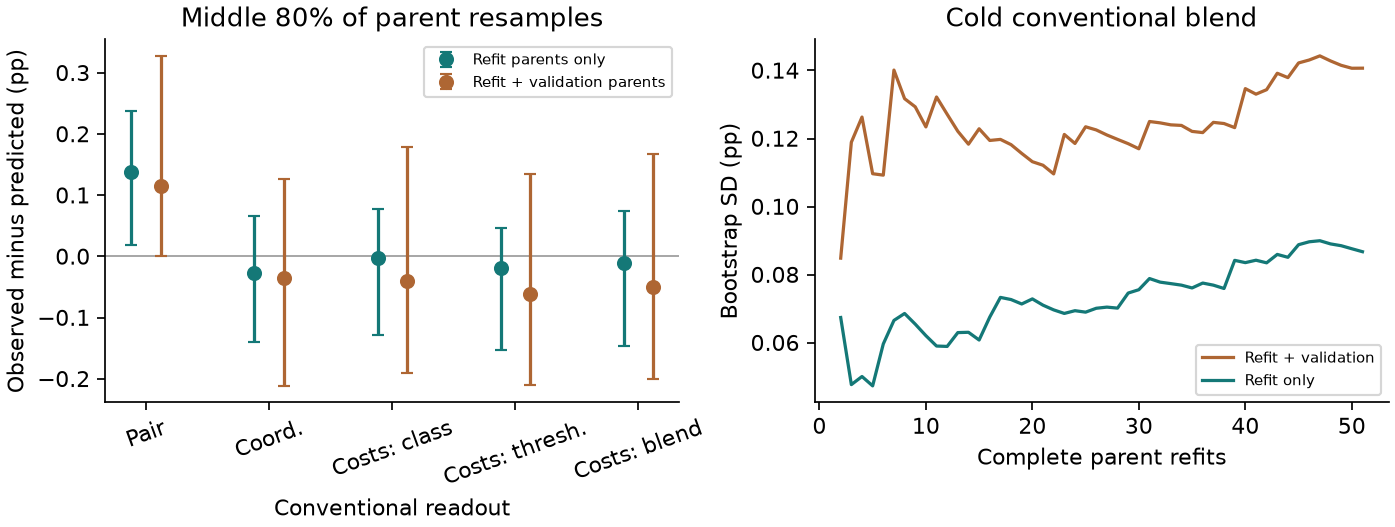 Middle 80% of parent resamples
Observed minus predicted (pp)
0.3
0.2
0.1
0.0
−0.1
−0.2
Refit parents only
Refit + validation parents
Pair
Coord.
Costs: class
Costs: thresh.
Costs: blend
Conventional readout
Cold conventional blend
Bootstrap SD (pp)
0.14
0.12
0.10
0.08
0.06
Refit + validation
Refit only
0
10
20
30
40
50
Complete parent refits